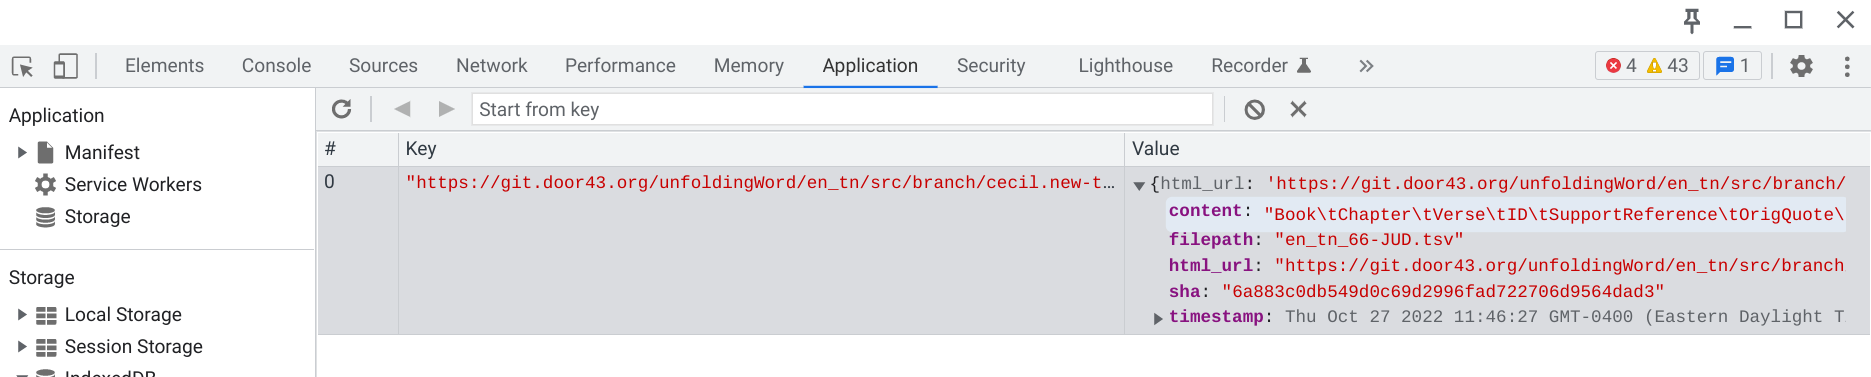 Elements Console Sources Network Performance Memory Application Security Lighthouse Recorder 4 43 1
Application
Manifest
Service Workers
Storage
Storage
Local Storage
Session Storage
IndexedDB
Start from key
# Key Value
0 "https://git.door43.org/unfoldingWord/en_tn/src/branch/cecil.new-t… {html_url: 'https://git.door43.org/unfoldingWord/en_tn/src/branch/
content: "Book\tChapter\tVerse\tID\tSupportReference\tOrigQuote\
filepath: "en_tn_66-JUD.tsv"
html_url: "https://git.door43.org/unfoldingWord/en_tn/src/branch
sha: "6a883c0db549d0c69d2996fad722706d9564dad3"
timestamp: Thu Oct 27 2022 11:46:27 GMT-0400 (Eastern Daylight T